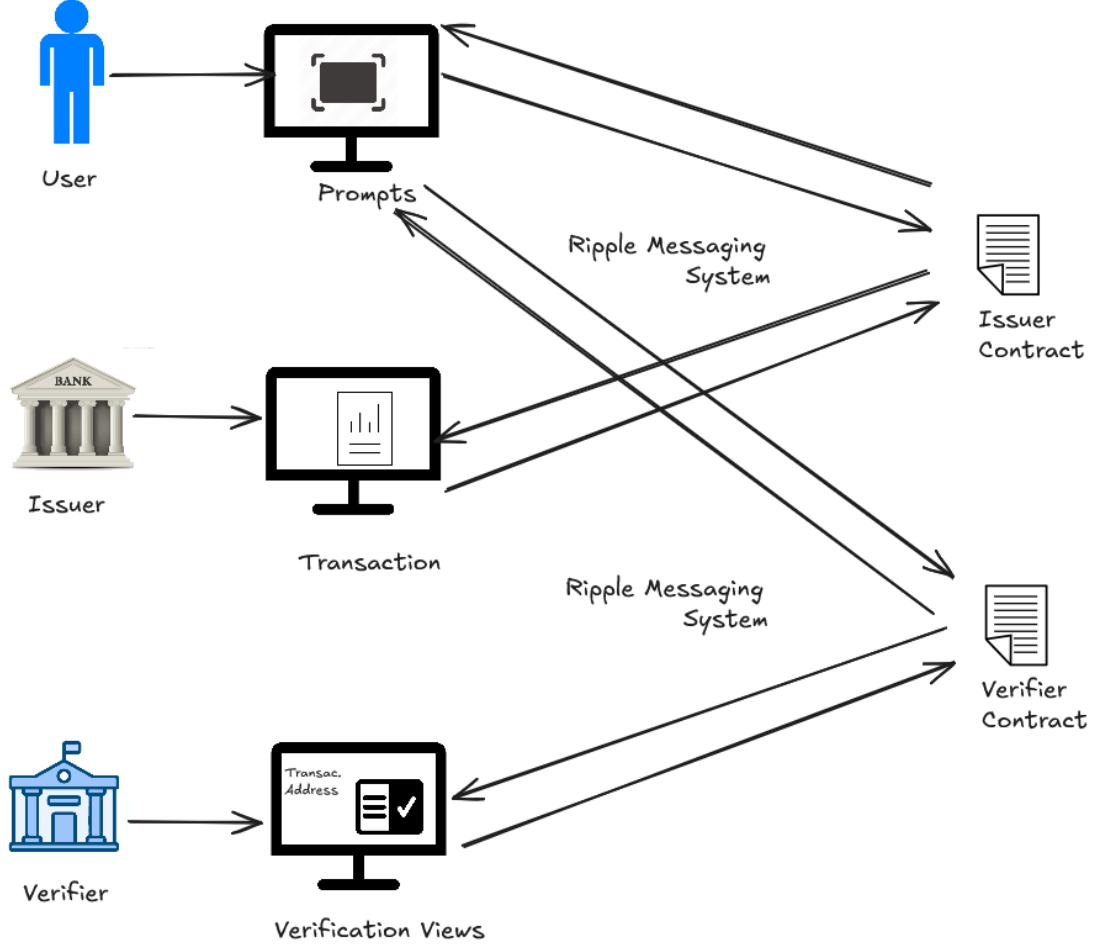 User
Prompts
Ripple Messaging
System
Issuer
Contract
BANK
Issuer
Transaction
Ripple Messaging
System
Verifier
Contract
Transac.
Address
Verifier
Verification Views